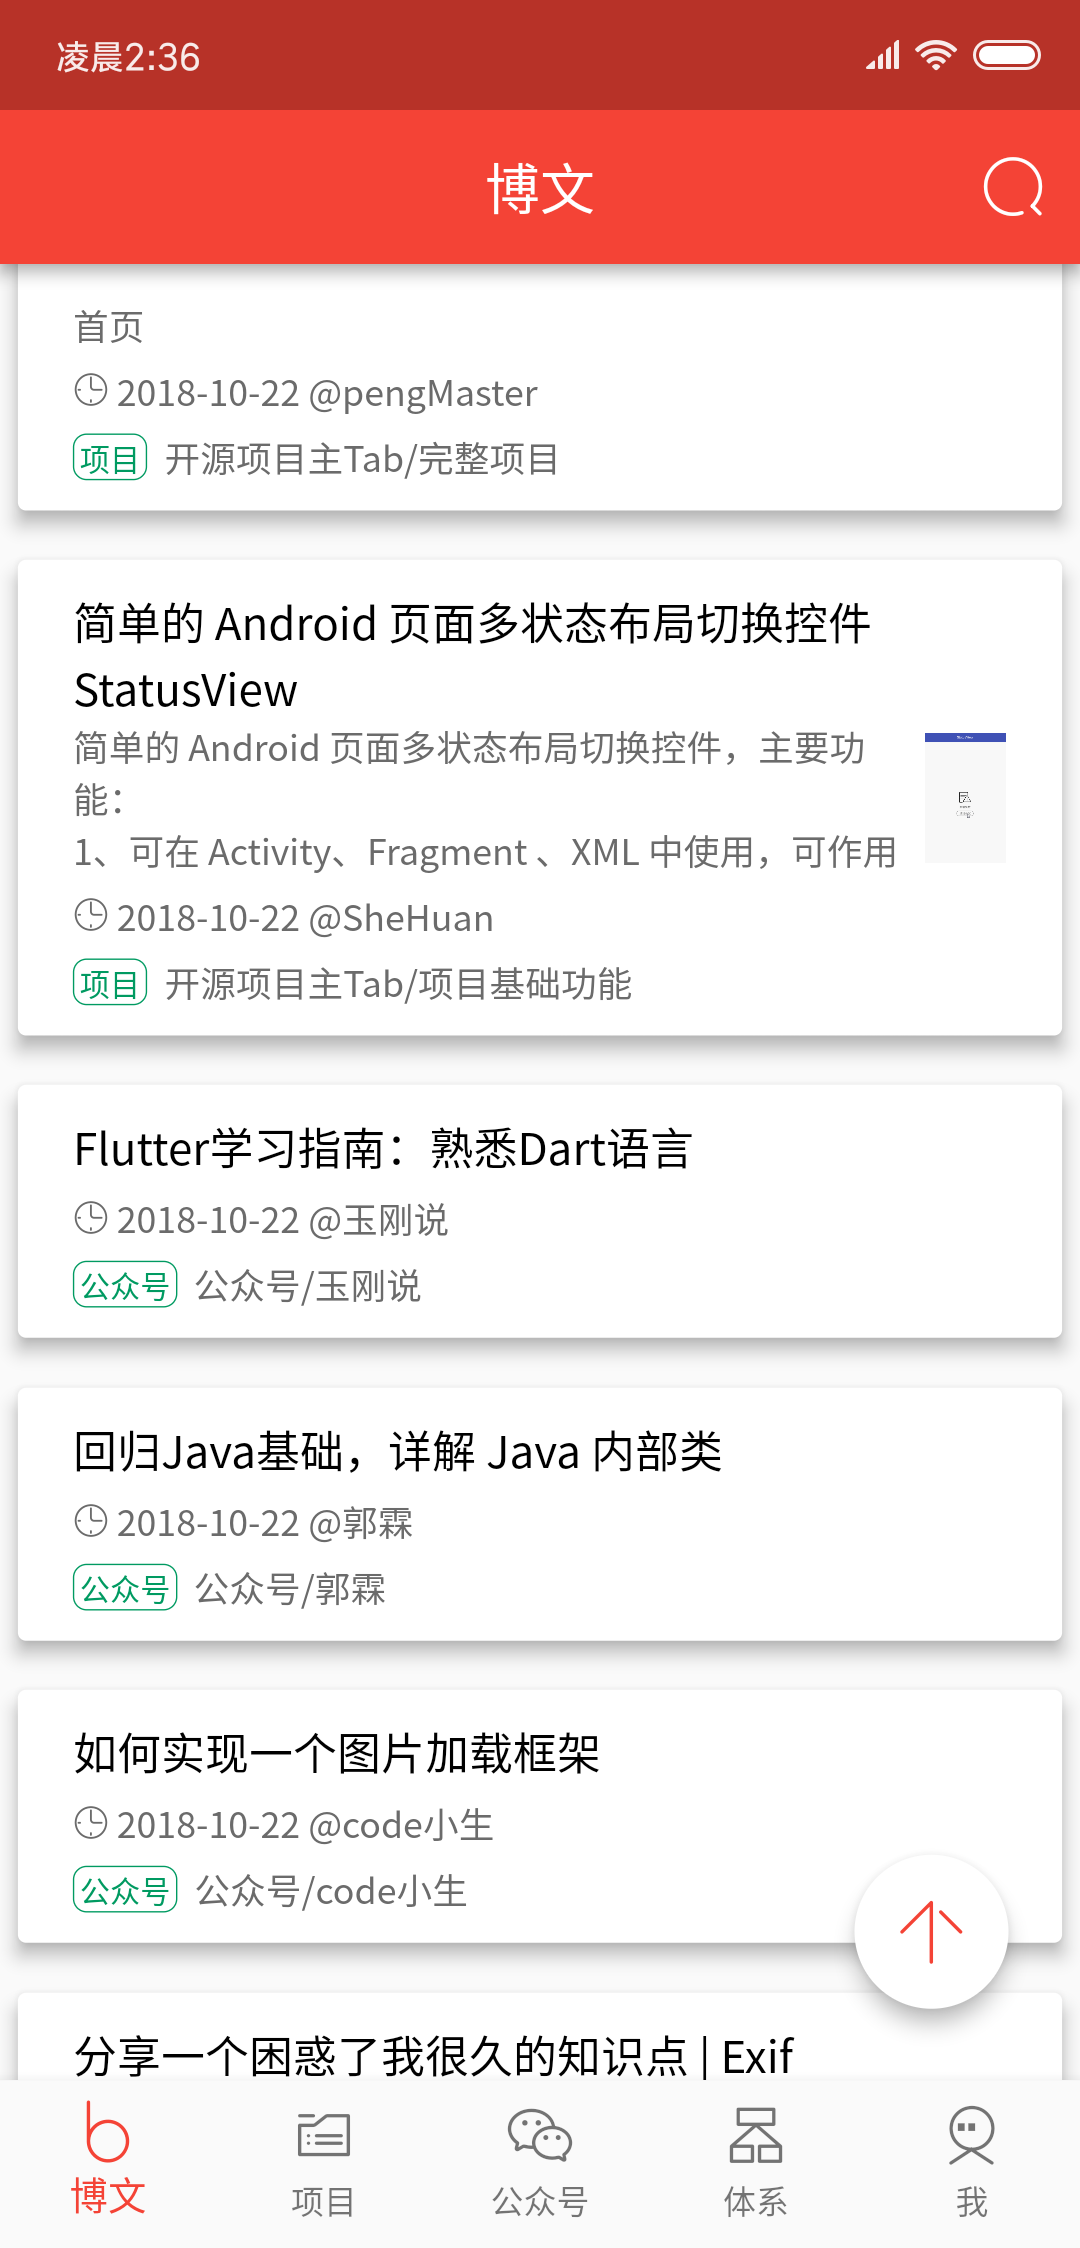 凌晨2:36
博文
首页
2018-10-22 @pengMaster
项目 开源项目主Tab/完整项目
简单的 Android 页面多状态布局切换控件
StatusView
简单的 Android 页面多状态布局切换控件，主要功
能：
1、可在 Activity、Fragment 、XML 中使用，可作用
2018-10-22 @SheHuan
项目 开源项目主Tab/项目基础功能
Flutter学习指南：熟悉Dart语言
2018-10-22 @玉刚说
公众号 公众号/玉刚说
回归Java基础，详解 Java 内部类
2018-10-22 @郭霖
公众号 公众号/郭霖
如何实现一个图片加载框架
2018-10-22 @code小生
公众号 公众号/code小生
分享一个困惑了我很久的知识点 | Exif
博文 项目 公众号 体系 我